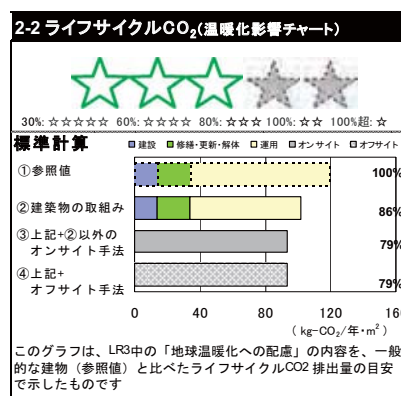 2-2 ライフサイクルCO2(温暖化影響チャート)
30%: ☆☆☆☆☆ 60%: ☆☆☆☆ 80%: ☆☆☆ 100%: ☆☆ 100%超: ☆
標準計算 建設 修繕・更新・解体 運用 オンサイト オフサイト
①参照値 100%
②建築物の取組み 86%
③上記+②以外の
オンサイト手法 79%
④上記+
オフサイト手法 79%
0 40 80 120 160
( kg-CO2/年・m² )
このグラフは、LR3中の「地球温暖化への配慮」の内容を、一般
的な建物(参照値)と比べたライフサイクルCO2 排出量の目安
で示したものです